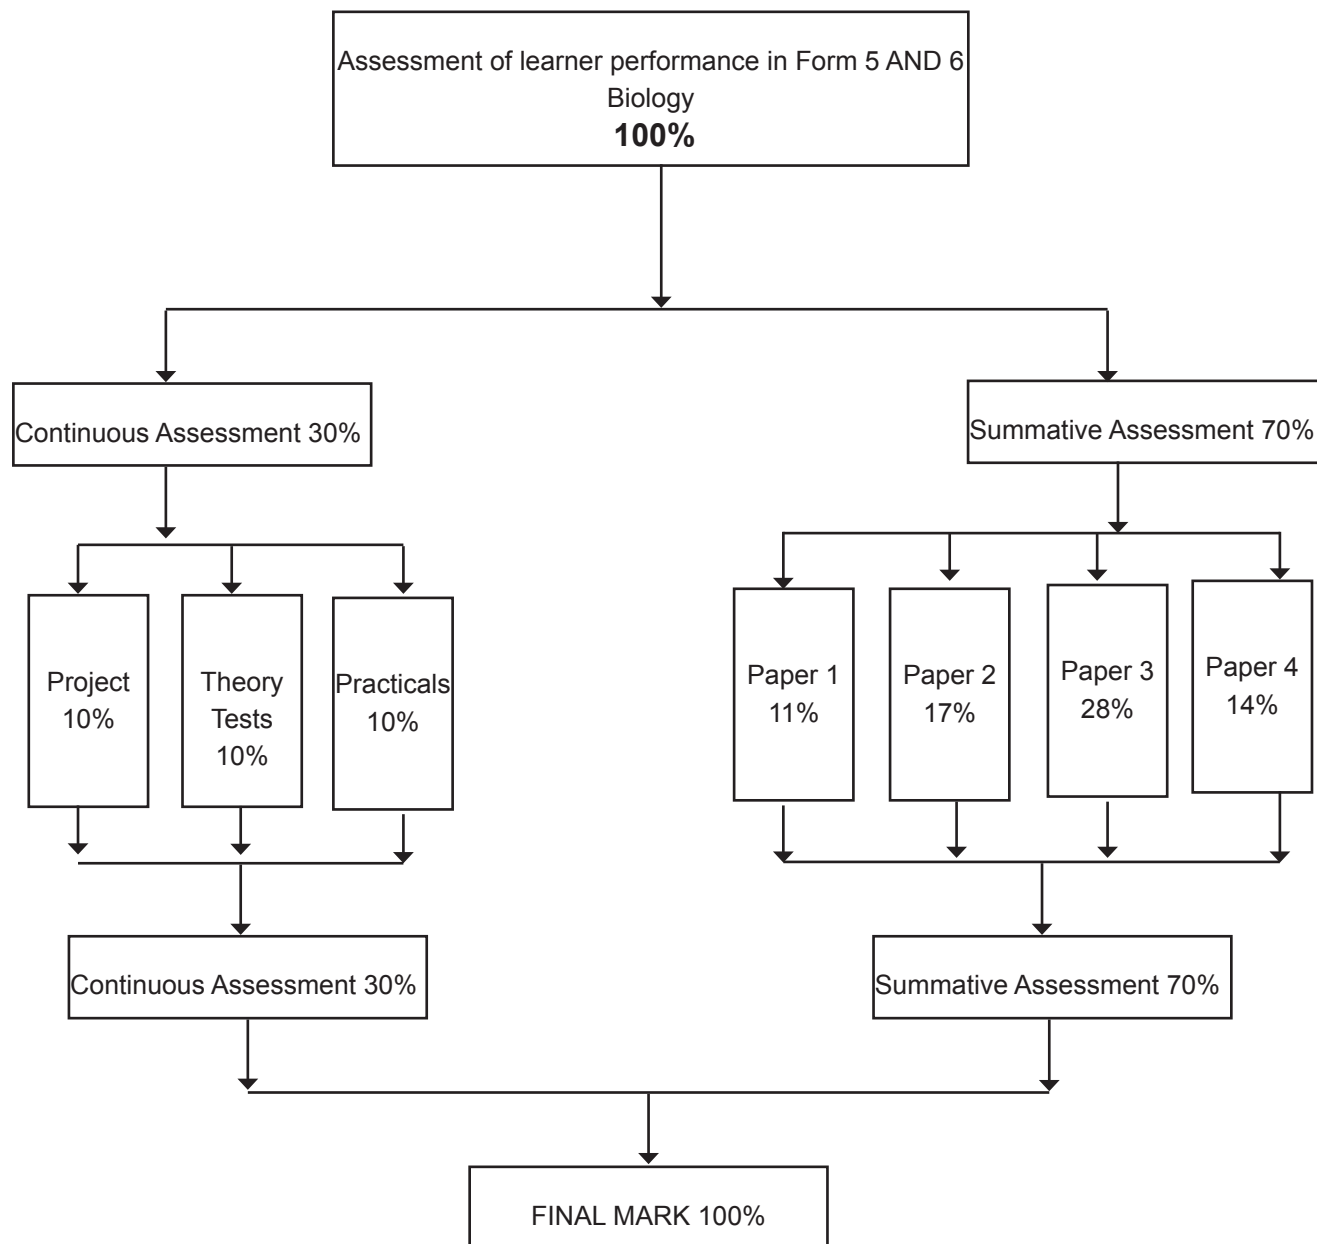 Assessment of learner performance in Form 5 AND 6
Biology
100%
Continuous Assessment 30%
Summative Assessment 70%
Project
10%
Theory
Tests
10%
Practicals
10%
Paper 1
11%
Paper 2
17%
Paper 3
28%
Paper 4
14%
Continuous Assessment 30%
Summative Assessment 70%
FINAL MARK 100%